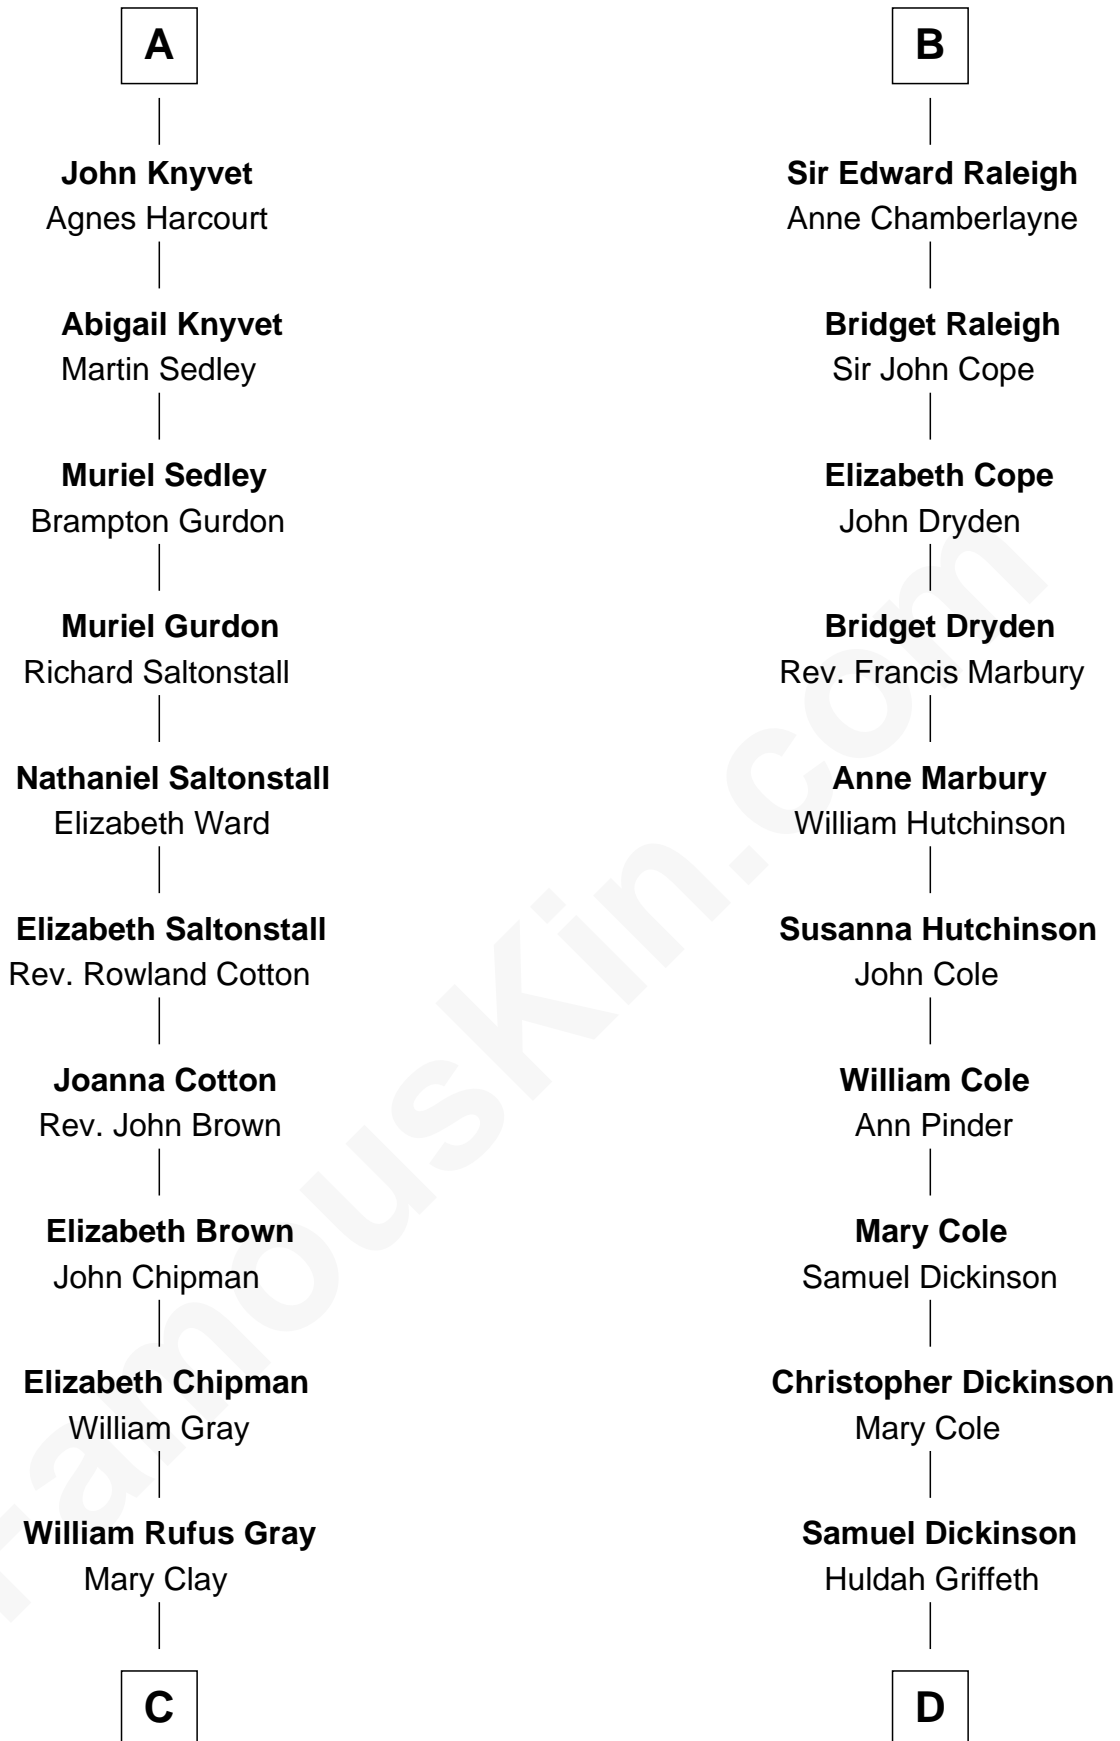 A
John Knyvet
Agnes Harcourt
Abigail Knyvet
Martin Sedley
Muriel Sedley
Brampton Gurdon
Muriel Gurdon
Richard Saltonstall
Nathaniel Saltonstall
Elizabeth Ward
Elizabeth Saltonstall
Rev. Rowland Cotton
Joanna Cotton
Rev. John Brown
Elizabeth Brown
John Chipman
Elizabeth Chipman
William Gray
William Rufus Gray
Mary Clay
C
B
Sir Edward Raleigh
Anne Chamberlayne
Bridget Raleigh
Sir John Cope
Elizabeth Cope
John Dryden
Bridget Dryden
Rev. Francis Marbury
Anne Marbury
William Hutchinson
Susanna Hutchinson
John Cole
William Cole
Ann Pinder
Mary Cole
Samuel Dickinson
Christopher Dickinson
Mary Cole
Samuel Dickinson
Huldah Griffeth
D
FamousKin.com